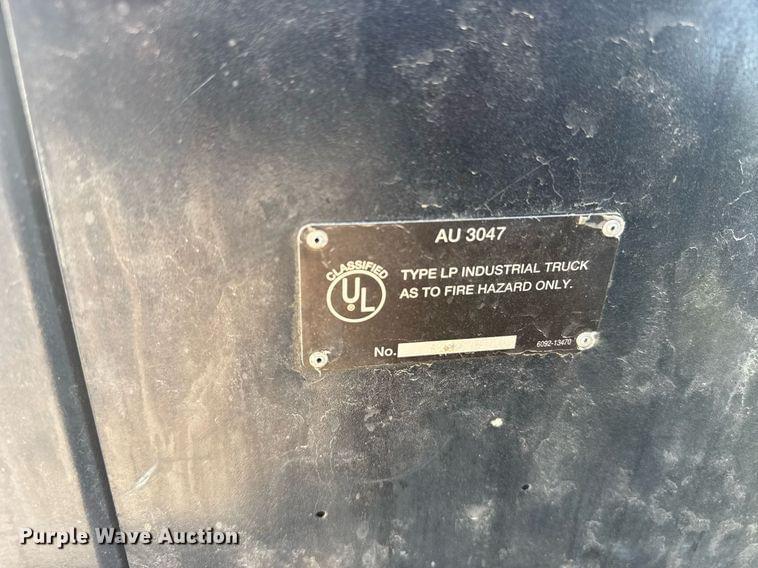 AU 3047
CLASSIFIED
UL
TYPE LP INDUSTRIAL TRUCK
AS TO FIRE HAZARD ONLY.
No.
6092-13470
Purple Wave Auction